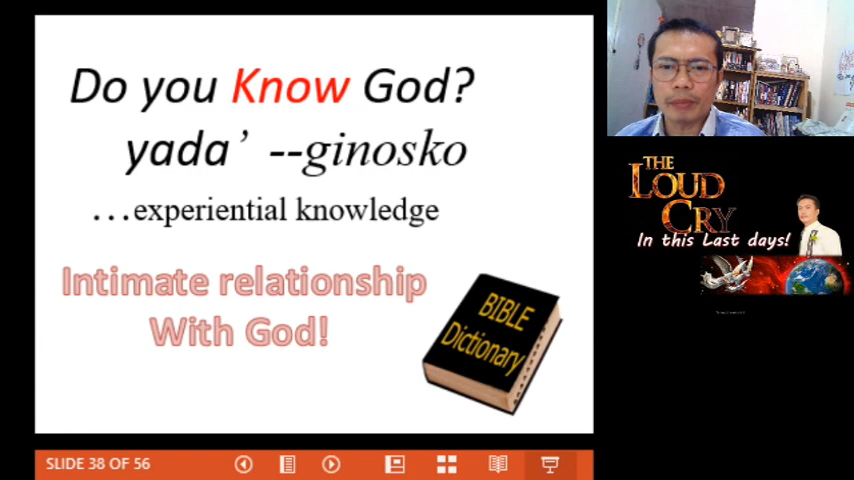 Do you Know God?
yada’ --ginosko
...experiential knowledge
Intimate relationship
With God!
BIBLE
Dictionary
SLIDE 38 OF 56
THE
LOUD
CRY
In this Last days!